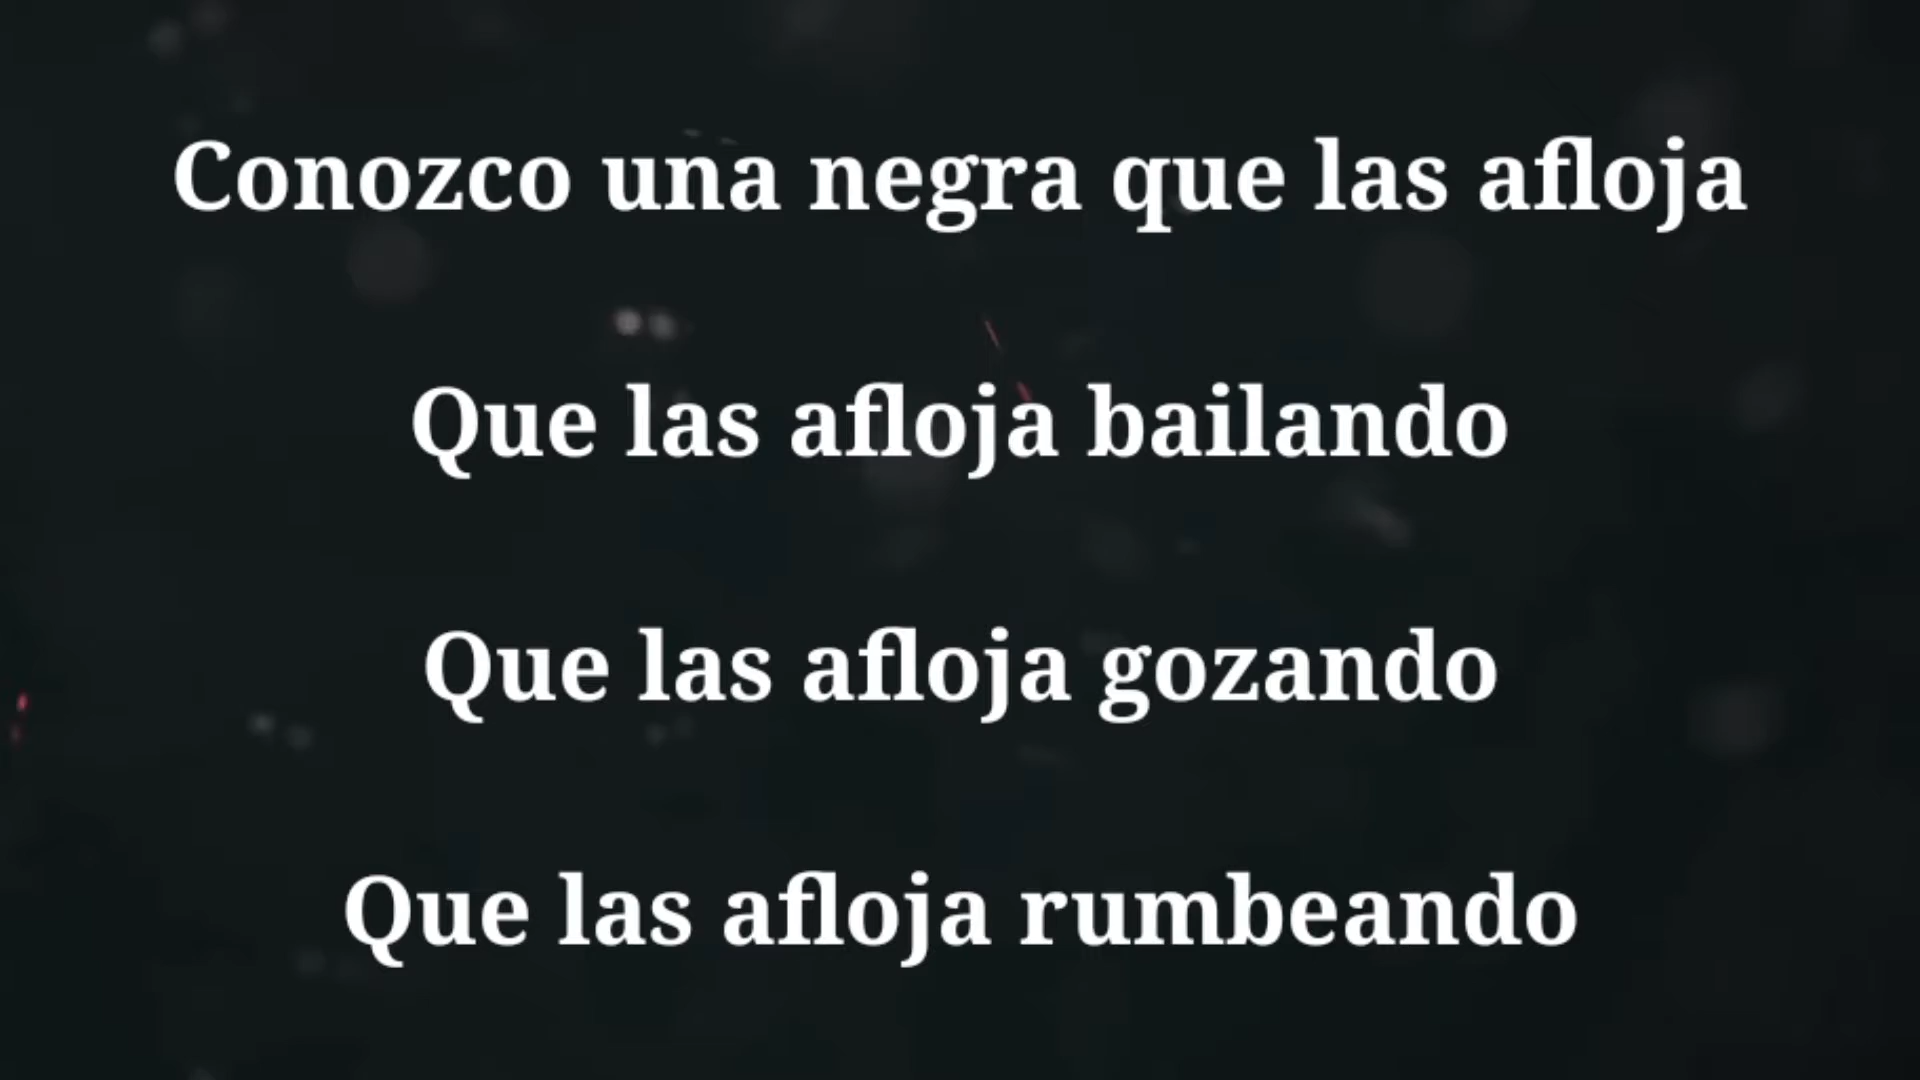 Conozco una negra que las afloja
Que las afloja bailando
Que las afloja gozando
Que las afloja rumbeando